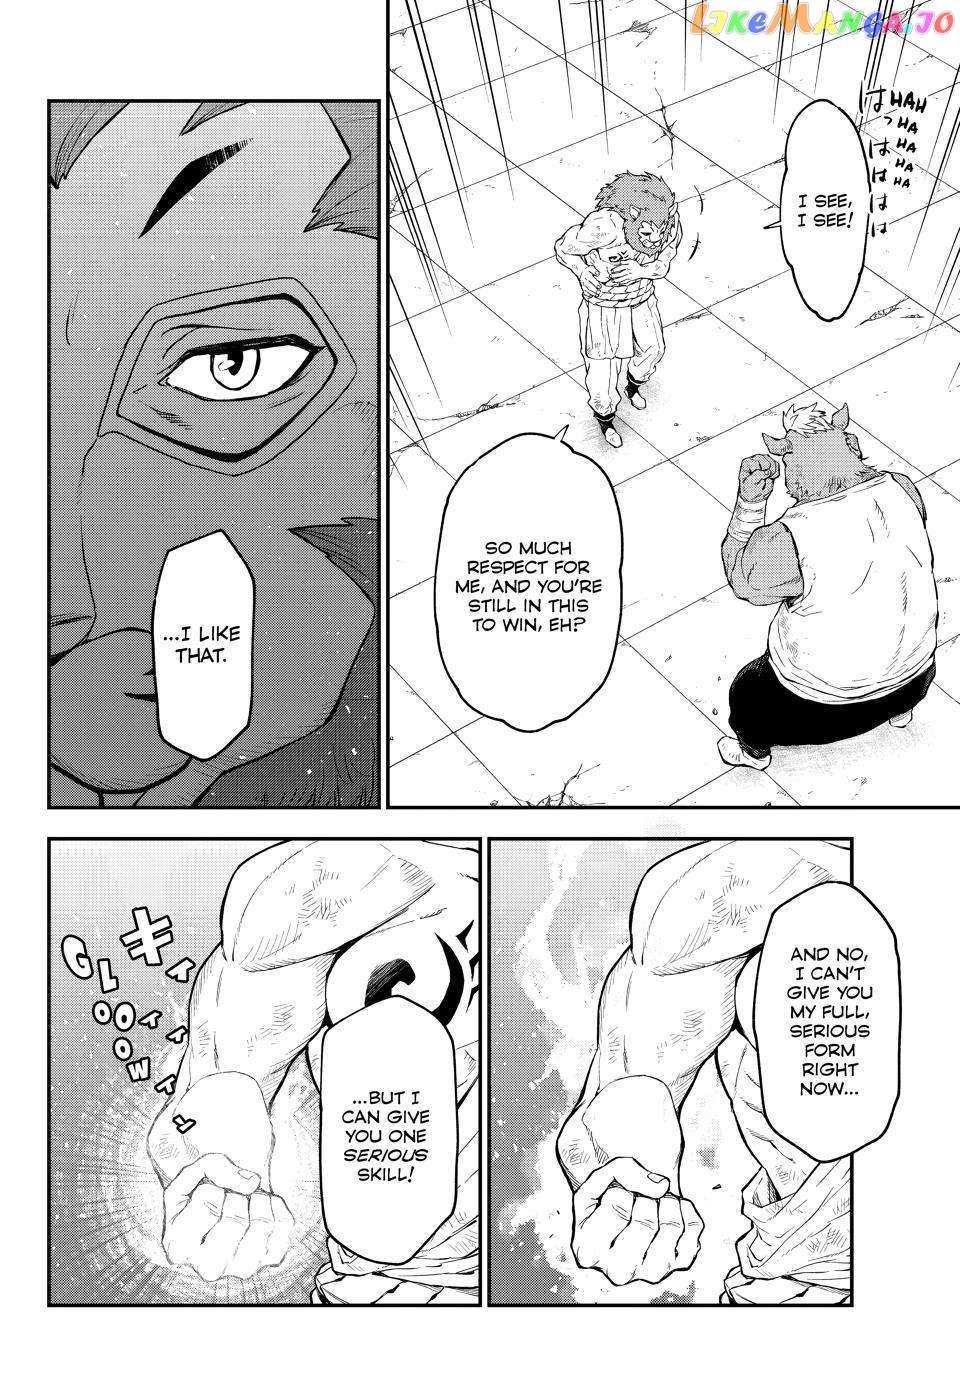 LIKEMANGA.IO
はっはははは
HAH
HA
HA
HA
HA
I SEE,
I SEE!
SO MUCH
RESPECT FOR
ME, AND YOU'RE
STILL IN THIS
TO WIN, EH?
...I LIKE
THAT.
AND NO,
I CAN'T
GIVE YOU
MY FULL,
SERIOUS
FORM
RIGHT
NOW...
キィィィィン
GLOOOOW
...BUT I
CAN GIVE
YOU ONE
SERIOUS
SKILL!